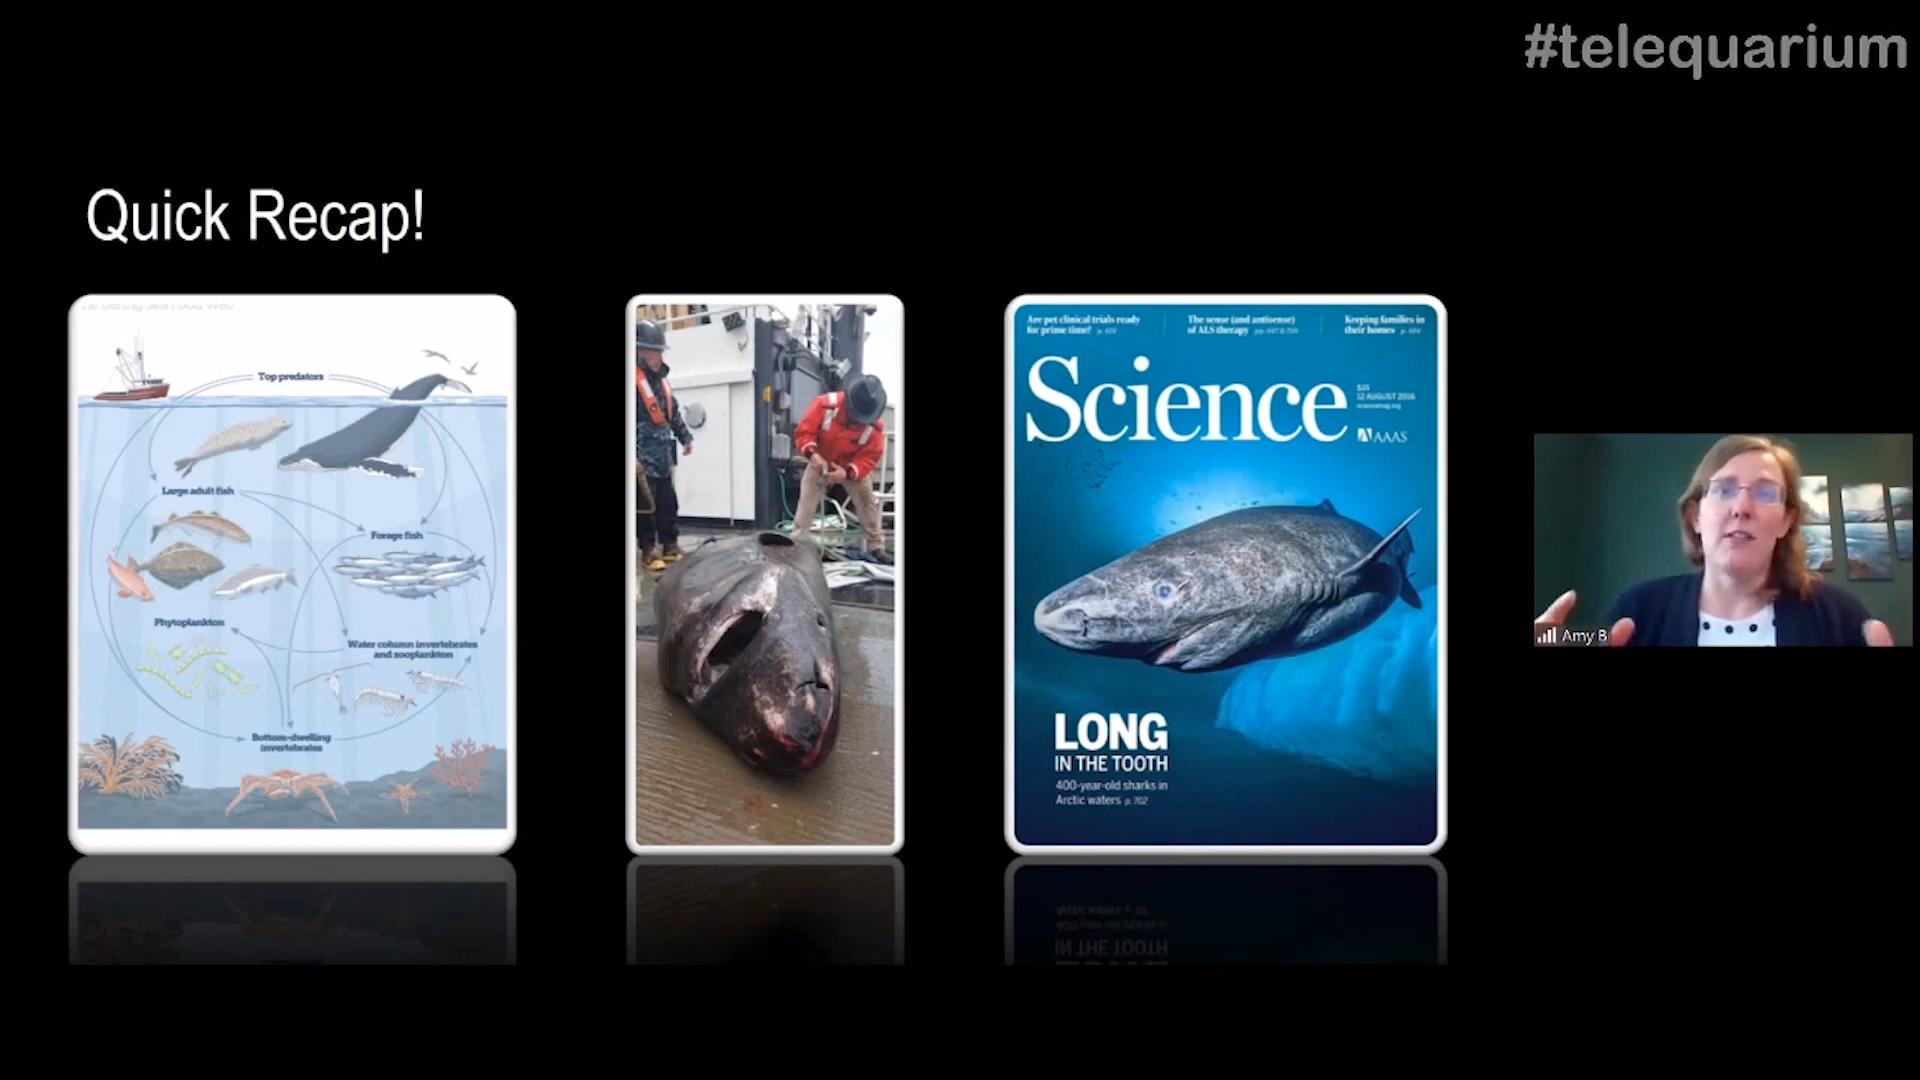 #telequarium
Quick Recap!
Top predators
Large adult fish
Forage fish
Phytoplankton
Water column invertebrates
and zooplankton
Bottom-dwelling
invertebrates
Are pet clinical trials ready
for prime time?
The sense (and antisense)
of ALS therapy
Keeping families in
their homes
Science
$15
12 AUGUST 2016
sciencemag.org
AAAS
LONG
IN THE TOOTH
400-year-old sharks in
Arctic waters p. 702
Amy B